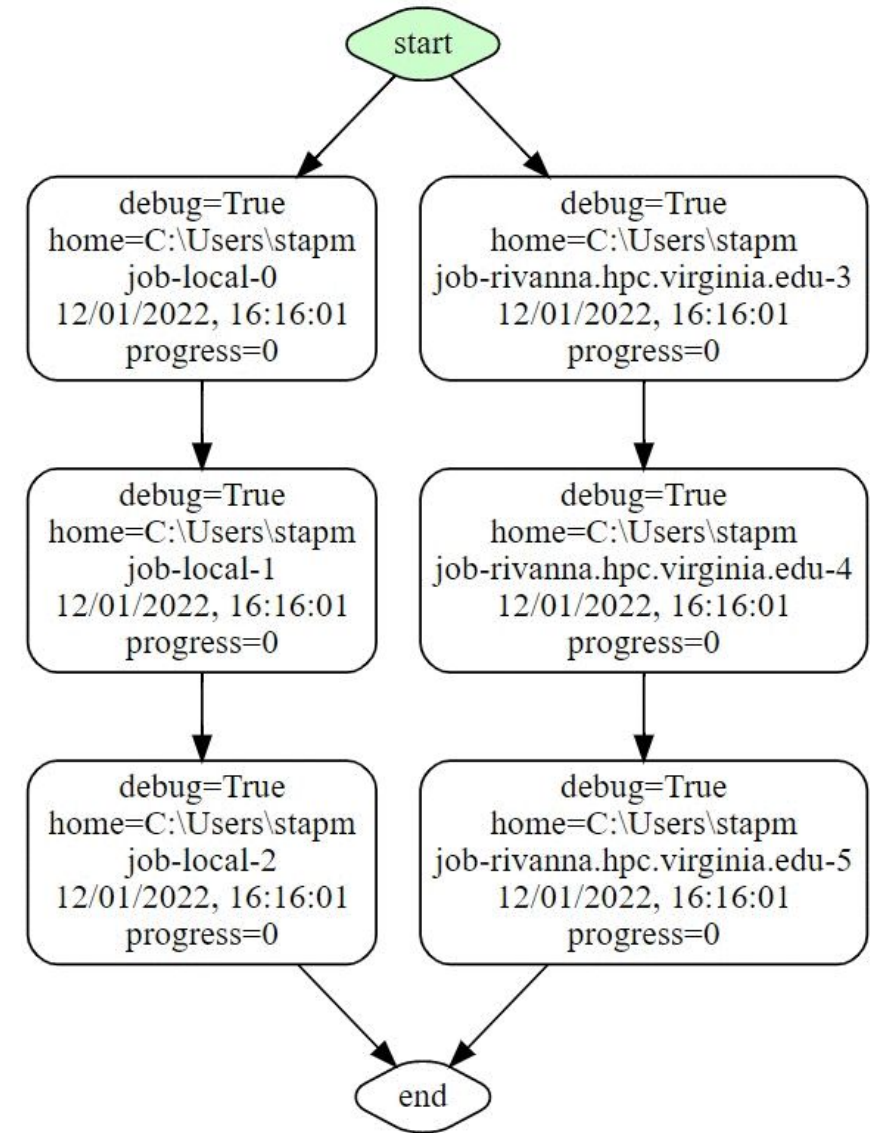 start
debug=True
home=C:\Users\stapm
job-local-0
12/01/2022, 16:16:01
progress=0
debug=True
home=C:\Users\stapm
job-rivanna.hpc.virginia.edu-3
12/01/2022, 16:16:01
progress=0
debug=True
home=C:\Users\stapm
job-local-1
12/01/2022, 16:16:01
progress=0
debug=True
home=C:\Users\stapm
job-rivanna.hpc.virginia.edu-4
12/01/2022, 16:16:01
progress=0
debug=True
home=C:\Users\stapm
job-local-2
12/01/2022, 16:16:01
progress=0
debug=True
home=C:\Users\stapm
job-rivanna.hpc.virginia.edu-5
12/01/2022, 16:16:01
progress=0
end